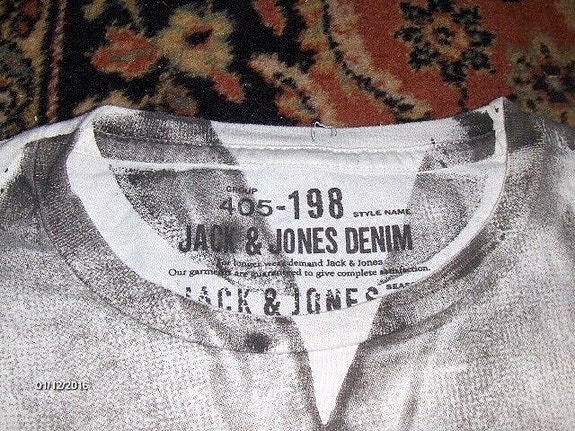 GROUP
405-198 STYLE NAME
JACK & JONES DENIM
For longer wear demand Jack & Jones
Our garments are guaranteed to give complete satisfaction.
JACK & JONES
01/12/2016